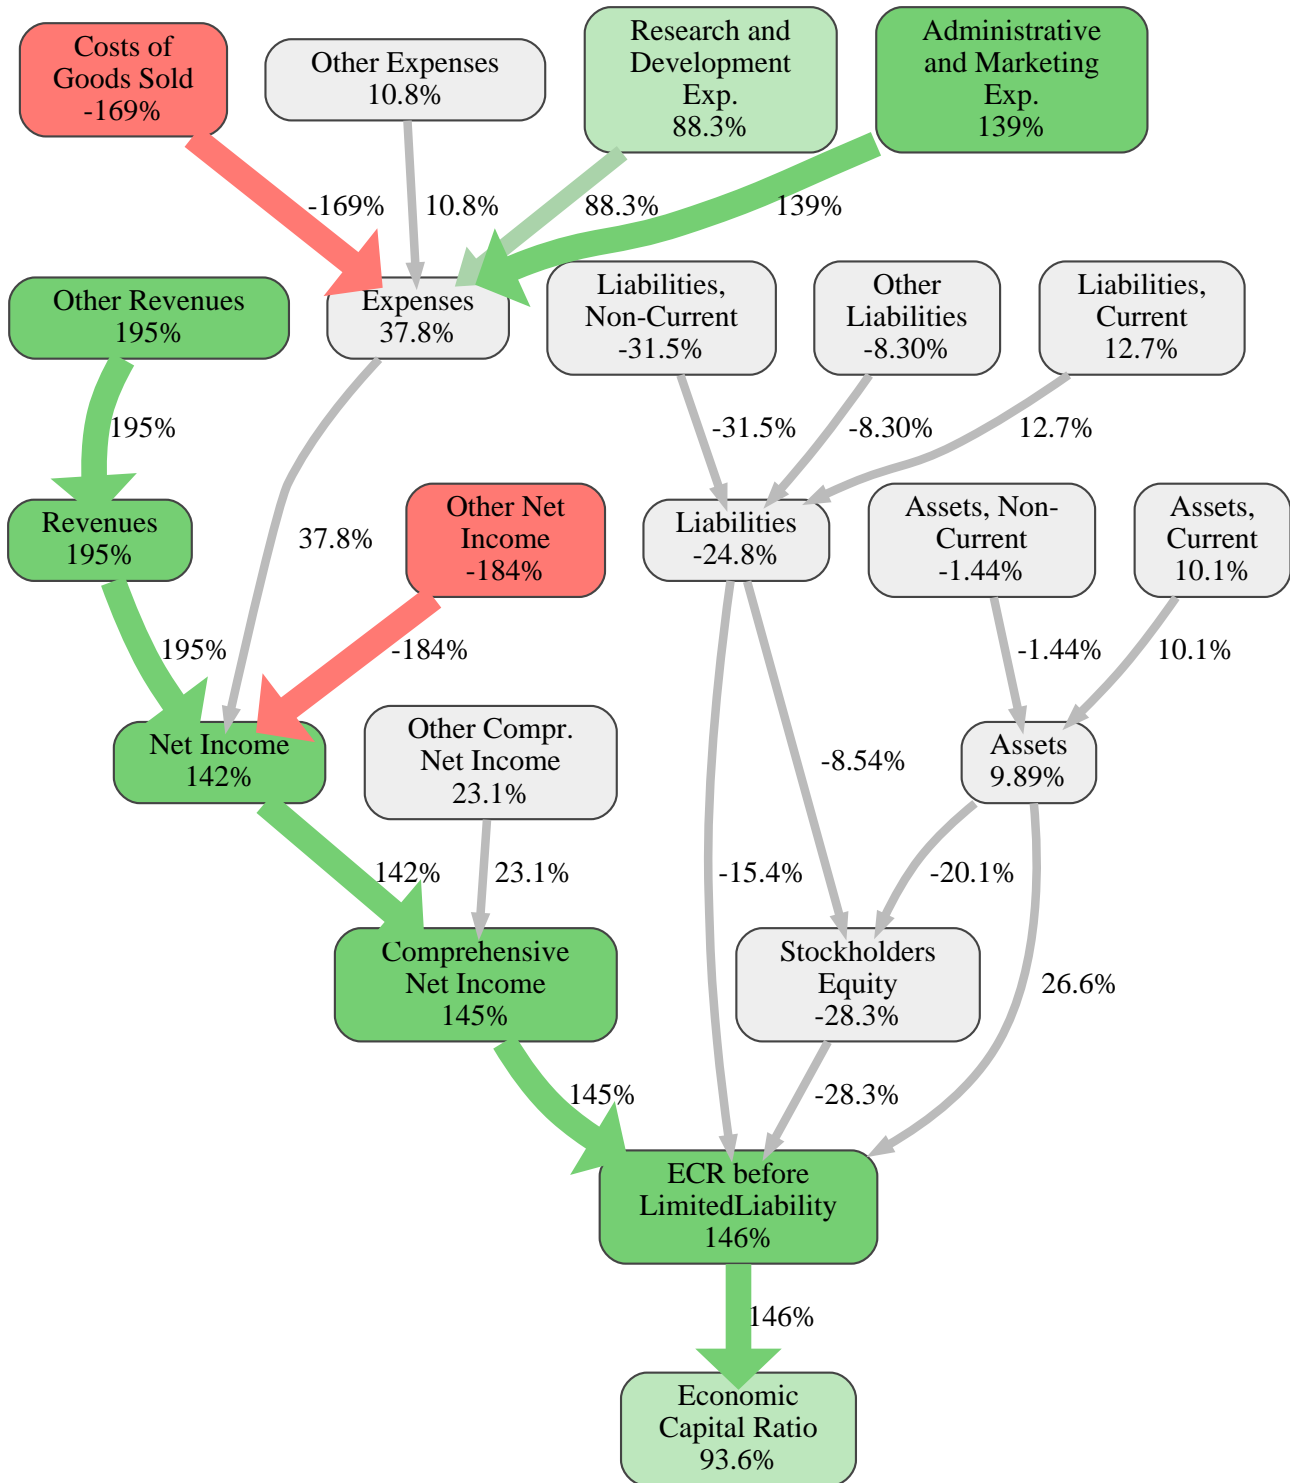 Costs of
Goods Sold
-169%
Other Expenses
10.8%
Research and
Development
Exp.
88.3%
Administrative
and Marketing
Exp.
139%
-169%
10.8%
88.3%
139%
Other Revenues
195%
Expenses
37.8%
Liabilities,
Non-Current
-31.5%
Other
Liabilities
-8.30%
Liabilities,
Current
12.7%
195%
-31.5%
-8.30%
12.7%
Revenues
195%
37.8%
Other Net
Income
-184%
Liabilities
-24.8%
Assets, Non-
Current
-1.44%
Assets,
Current
10.1%
195%
-184%
-1.44%
10.1%
Net Income
142%
Other Compr.
Net Income
23.1%
-8.54%
Assets
9.89%
142%
23.1%
-15.4%
-20.1%
Comprehensive
Net Income
145%
Stockholders
Equity
-28.3%
26.6%
145%
-28.3%
ECR before
LimitedLiability
146%
146%
Economic
Capital Ratio
93.6%